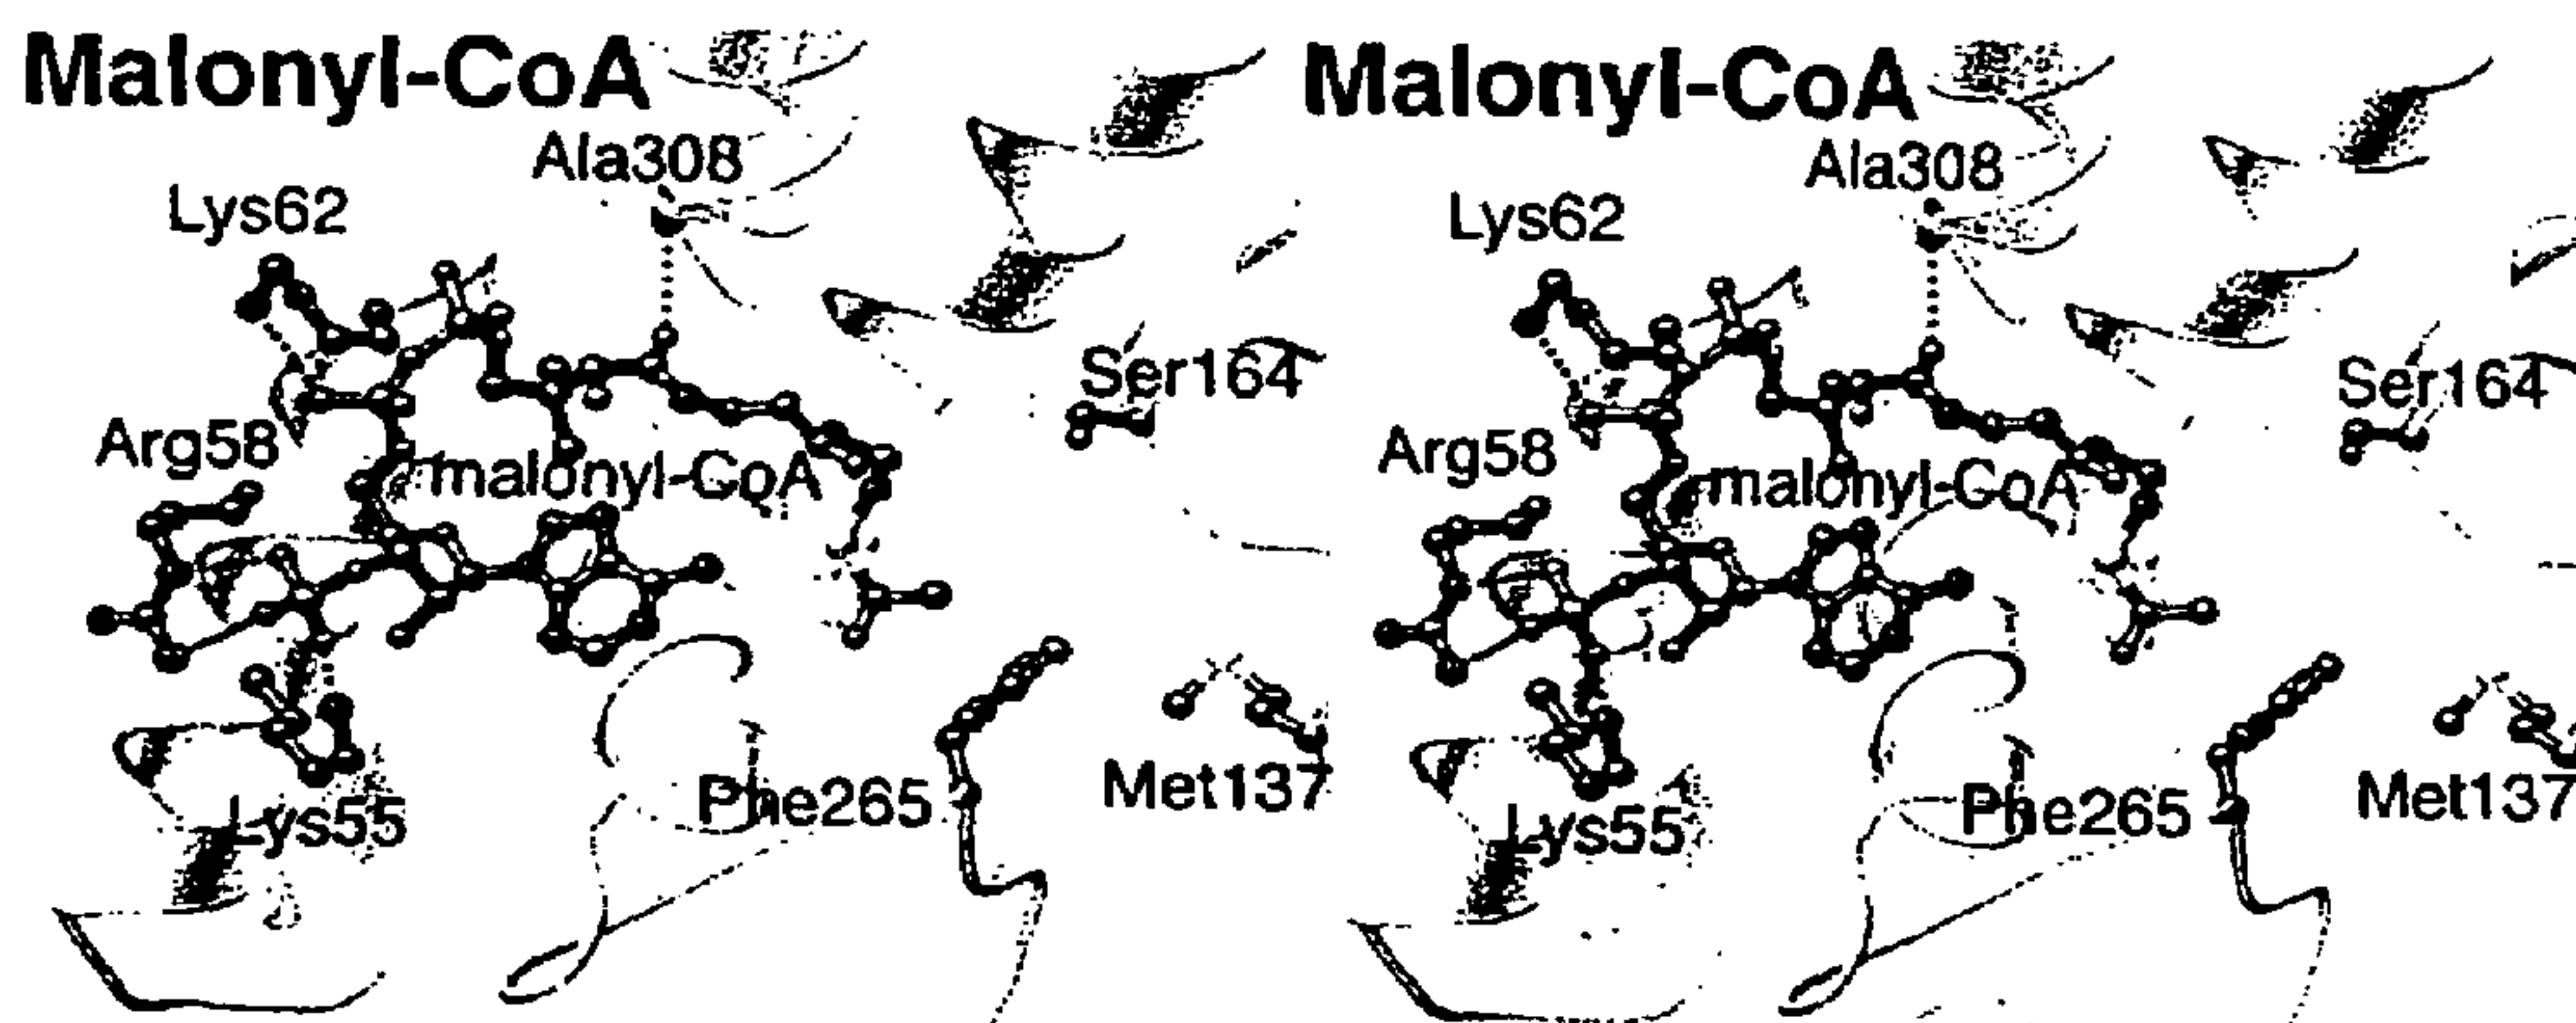 Malonyl-CoA
Ala308
Lys62
Ser164
Arg58
malonyl-CoA
Phe265
Met137
Lys55
Malonyl-CoA
Ala308
Lys62
Ser164
Arg58
malonyl-CoA
Phe265
Met137
Lys55